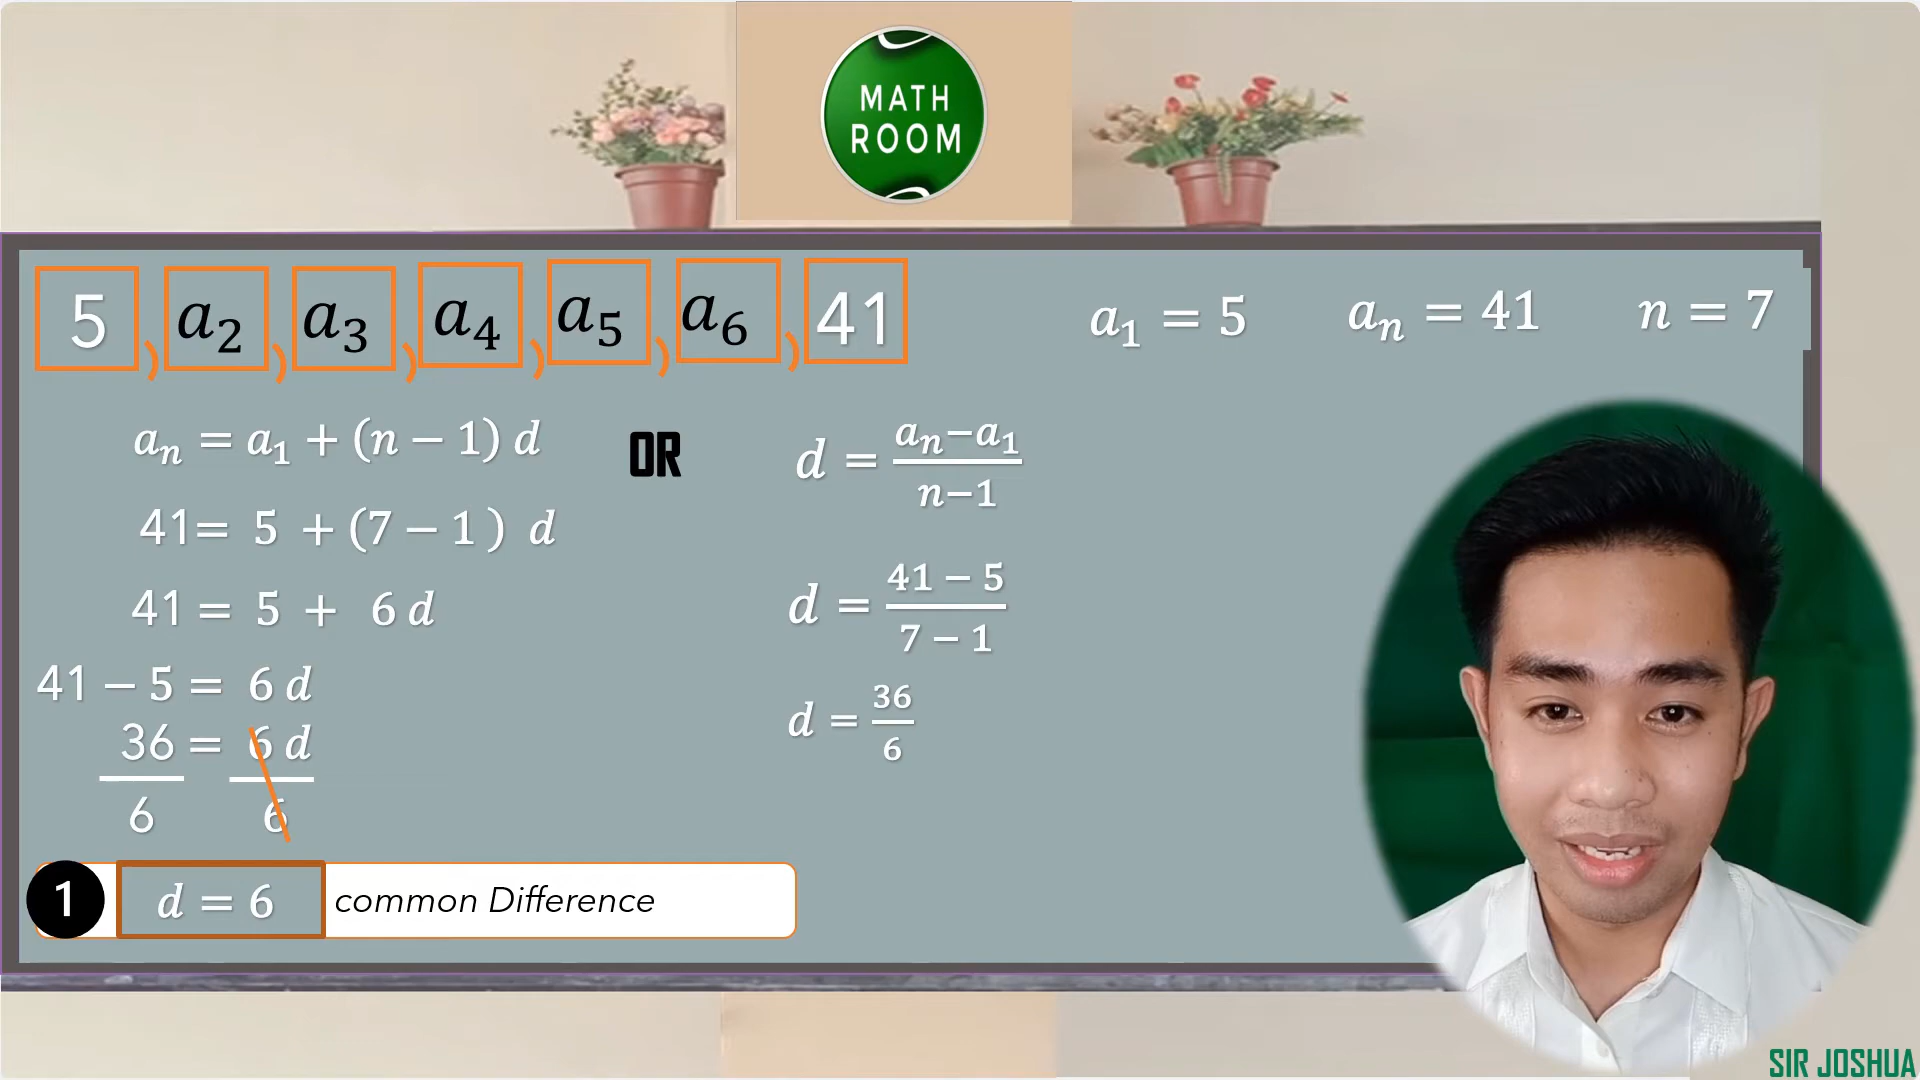 MATH
ROOM
5 , a₂ , a₃ , a₄ , a₅ , a₆ , 41
a₁ = 5 aₙ = 41 n = 7
aₙ = a₁ + (n − 1) d
OR
d = (aₙ−a₁)/(n−1)
41= 5 + (7 − 1 ) d
d = (41 − 5)/(7 − 1)
41 = 5 + 6 d
41 − 5 = 6 d
d = 36/6
36 = 6 d
6 6
1 d = 6 common Difference
SIR JOSHUA